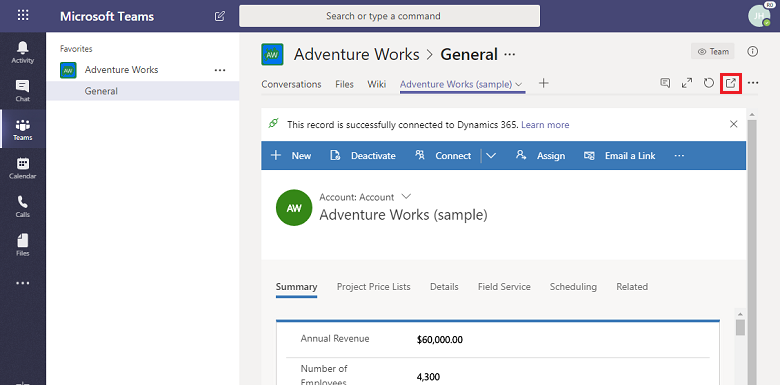 Microsoft Teams
Search or type a command
JH
Activity
Chat
Teams
Calendar
Calls
Files
Favorites
AW Adventure Works ...
General
AW Adventure Works > General ...
Team
Conversations Files Wiki Adventure Works (sample)
This record is successfully connected to Dynamics 365. Learn more
New Deactivate Connect Assign Email a Link ...
AW
Account: Account
Adventure Works (sample)
Summary Project Price Lists Details Field Service Scheduling Related
Annual Revenue $60,000.00
Number of
Employees 4,300